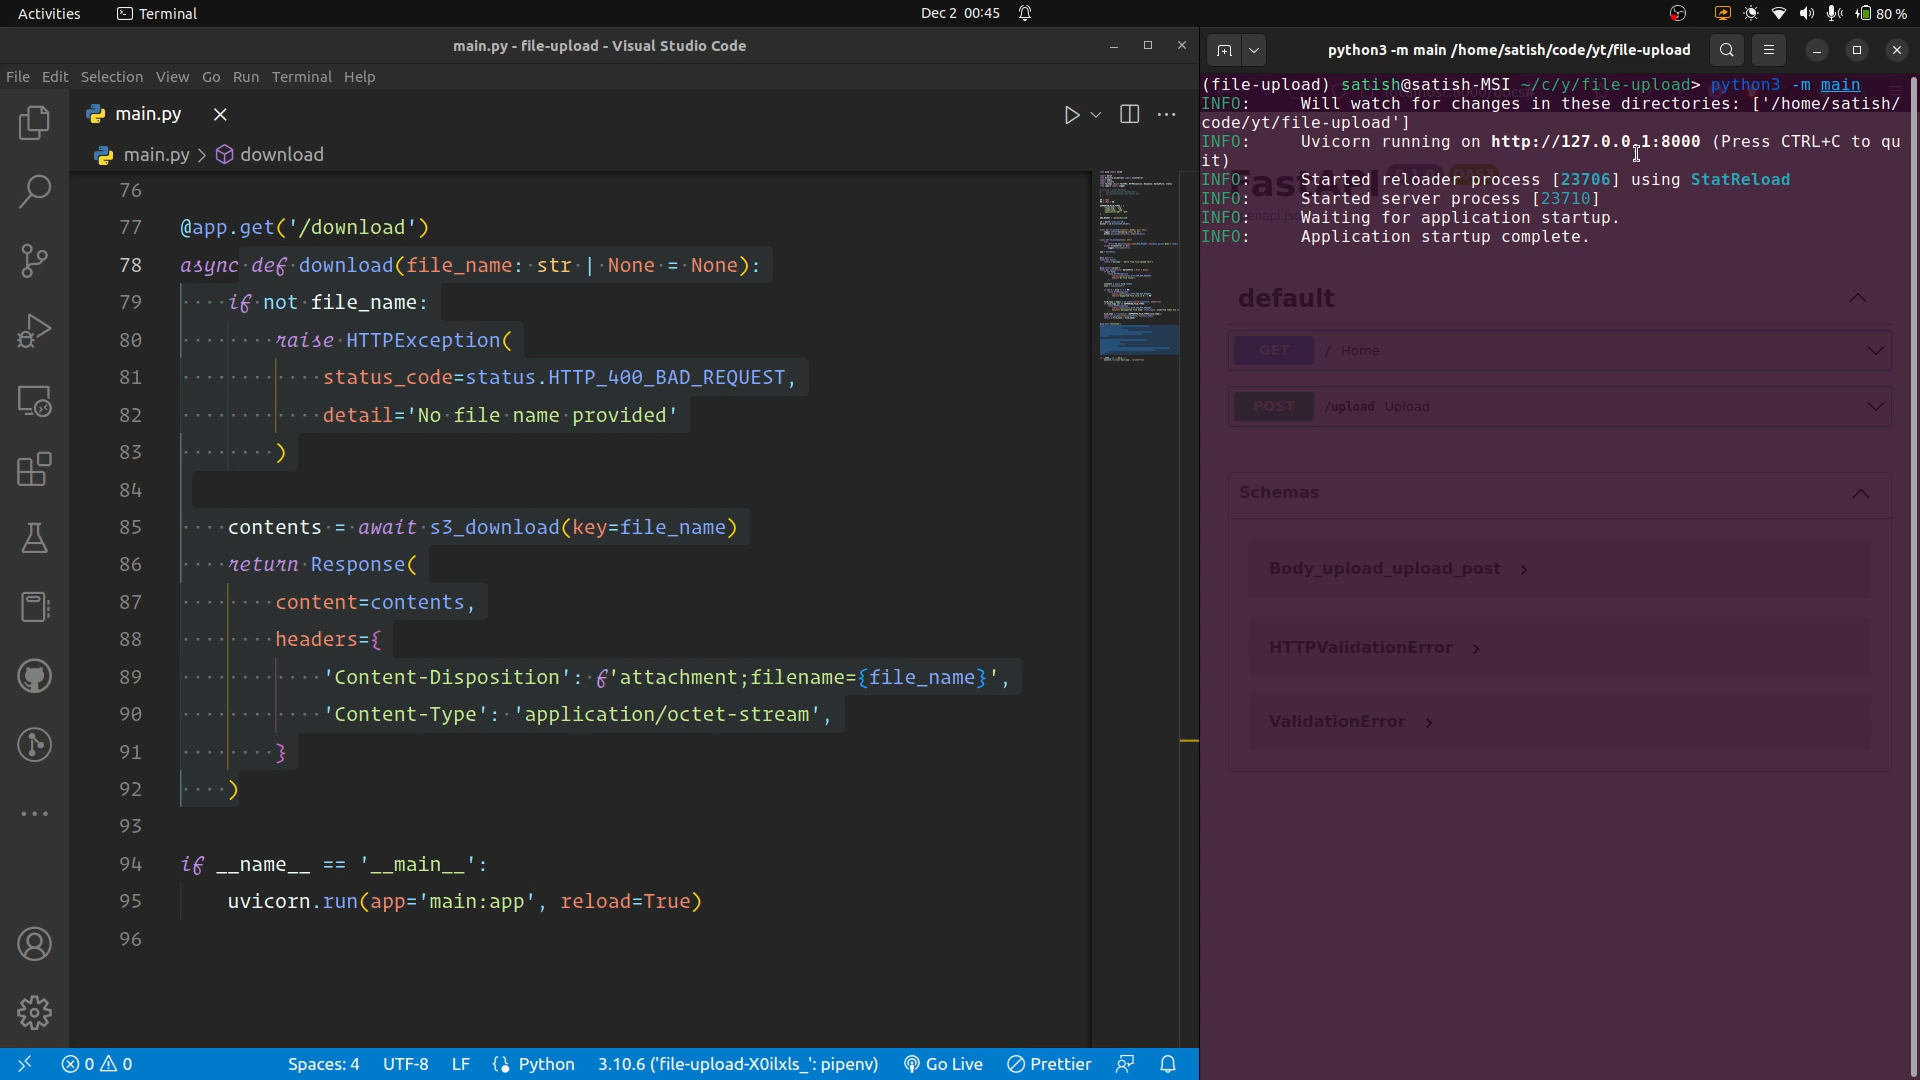 Activities
Terminal
Dec 2 00:45
80 %
main.py - file-upload - Visual Studio Code
File Edit Selection View Go Run Terminal Help
main.py
main.py > download
76
77 @app.get('/download')
78 async def download(file_name: str | None = None):
79 if not file_name:
80 raise HTTPException(
81 status_code=status.HTTP_400_BAD_REQUEST,
82 detail='No file name provided'
83 )
84
85 contents = await s3_download(key=file_name)
86 return Response(
87 content=contents,
88 headers={
89 'Content-Disposition': f'attachment;filename={file_name}',
90 'Content-Type': 'application/octet-stream',
91 }
92 )
93
94 if __name__ == '__main__':
95 uvicorn.run(app='main:app', reload=True)
96
0 0 Spaces: 4 UTF-8 LF {} Python 3.10.6 ('file-upload-X0ilxls_': pipenv) Go Live Prettier
python3 -m main /home/satish/code/yt/file-upload
(file-upload) satish@satish-MSI ~/c/y/file-upload> python3 -m main
INFO: Will watch for changes in these directories: ['/home/satish/
code/yt/file-upload']
INFO: Uvicorn running on http://127.0.0.1:8000 (Press CTRL+C to qu
it)
INFO: Started reloader process [23706] using StatReload
INFO: Started server process [23710]
INFO: Waiting for application startup.
INFO: Application startup complete.
FastAPI
default
GET / Home
POST /upload Upload
Schemas
Body_upload_upload_post >
HTTPValidationError >
ValidationError >